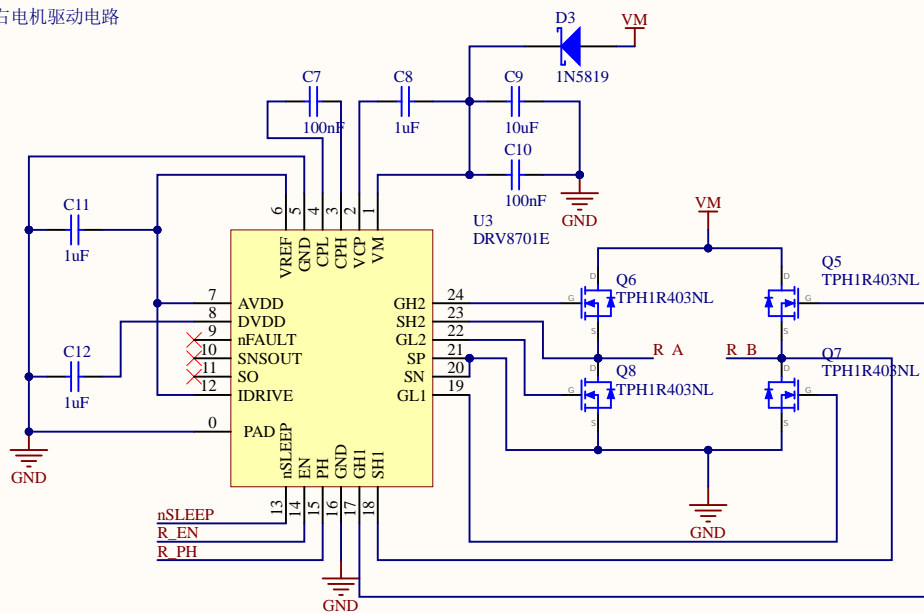 右电机驱动电路
D3
VM
1N5819
C7
100nF
C8
1uF
C9
10uF
C10
100nF
GND
C11
1uF
C12
1uF
GND
U3
DRV8701E
6 5 4 3 2 1
VREF GND CPL CPH VCP VM
7 AVDD
8 DVDD
9 nFAULT
10 SNSOUT
11 SO
12 IDRIVE
0 PAD
GH2 24
SH2 23
GL2 22
SP 21
SN 20
GL1 19
nSLEEP EN PH GND GH1 SH1
13 14 15 16 17 18
nSLEEP
R_EN
R_PH
GND
VM
D
G
S
Q6
TPH1R403NL
D
G
S
Q5
TPH1R403NL
R_A
R_B
D
G
S
Q8
TPH1R403NL
D
G
S
Q7
TPH1R403NL
GND